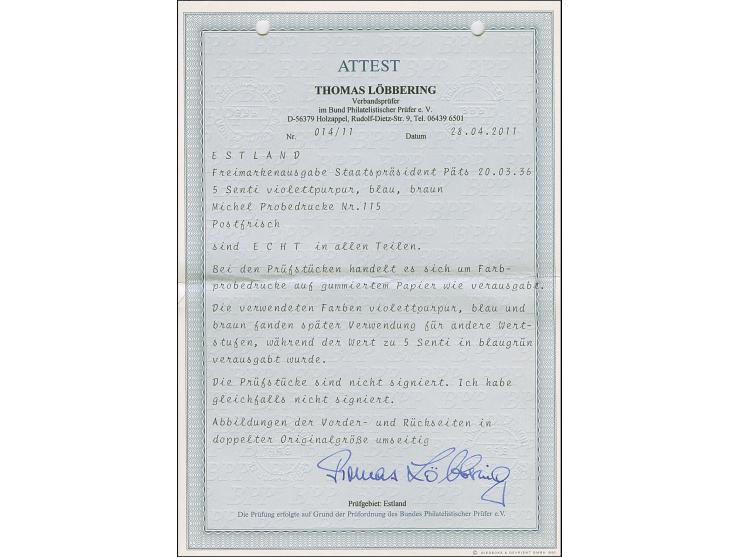 ATTEST
THOMAS LÖBBERING
Verbandsprüfer
im Bund Philatelistischer Prüfer e. V.
D-56379 Holzappel, Rudolf-Dietz-Str. 9, Tel. 06439 6501
Nr. 014/11 Datum 28.04.2011
E S T L A N D
Freimarkenausgabe Staatspräsident Päts 20.03.36
5 Senti violettpurpur, blau, braun
Michel Probedrucke Nr.115
Postfrisch
sind E C H T in allen Teilen.
Bei den Prüfstücken handelt es sich um Farb-
probedrucke auf gummiertem Papier wie verausgabt.
Die verwendeten Farben violettpurpur, blau und
braun fanden später Verwendung für andere Wert-
stufen, während der Wert zu 5 Senti in blaugrün
verausgabt wurde.
Die Prüfstücke sind nicht signiert. Ich habe
gleichfalls nicht signiert.
Abbildungen der Vorder- und Rückseiten in
doppelter Originalgröße umseitig
Thomas Löbbering
Prüfgebiet: Estland
Die Prüfung erfolgte auf Grund der Prüfordnung des Bundes Philatelistischer Prüfer e.V.